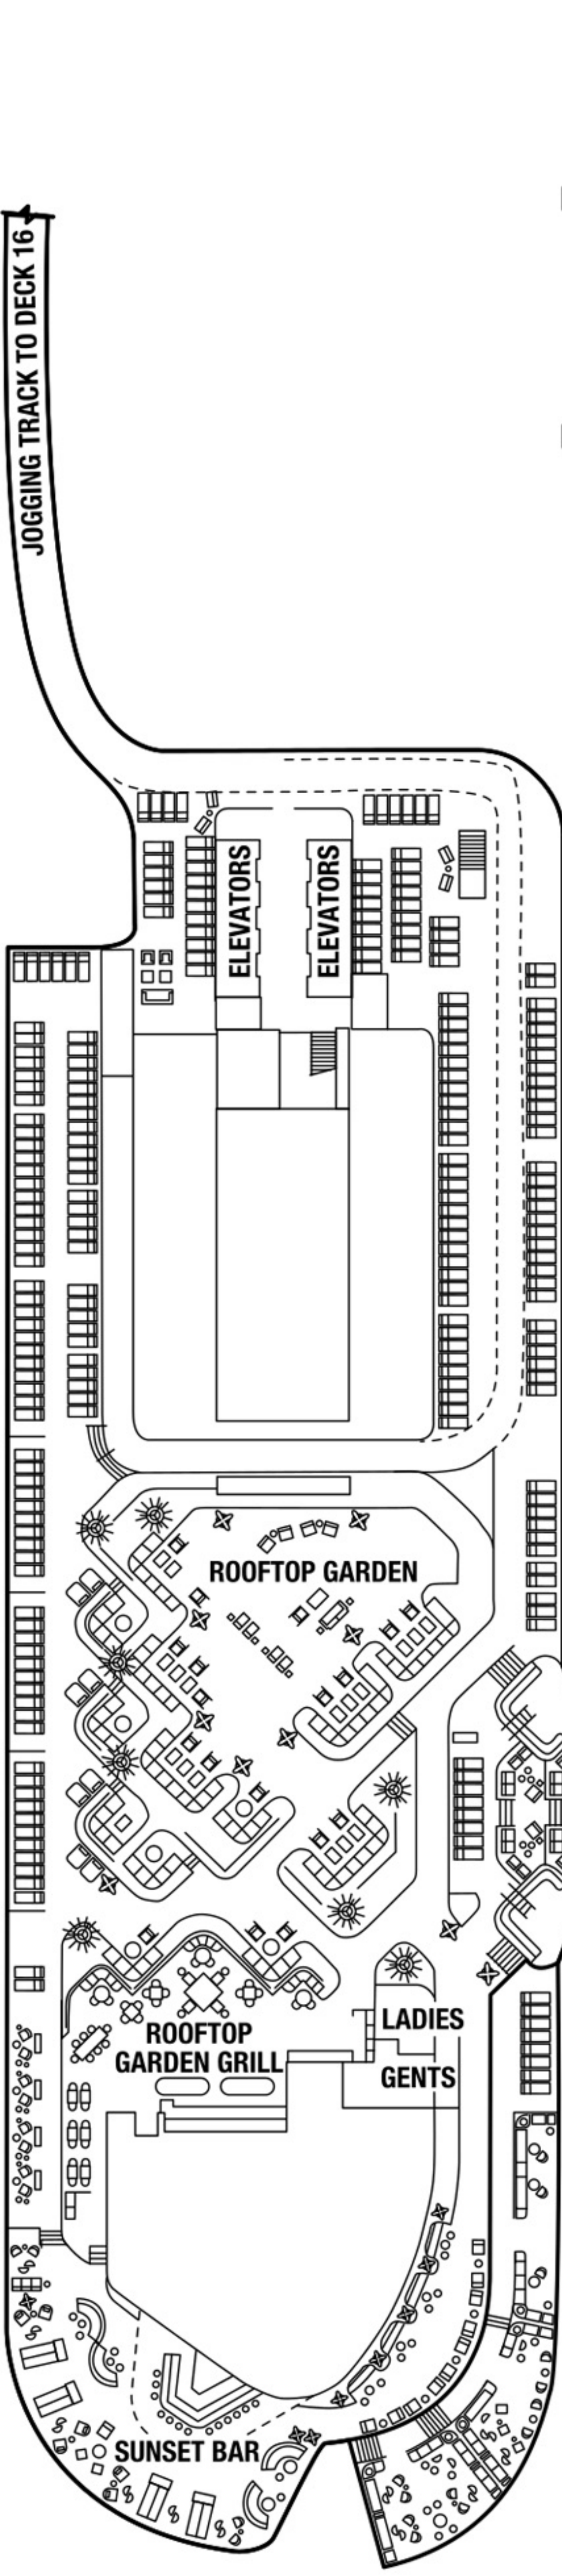 JOGGING TRACK TO DECK 16
ELEVATORS
ELEVATORS
ROOFTOP GARDEN
LADIES
ROOFTOP
GARDEN GRILL
GENTS
SUNSET BAR